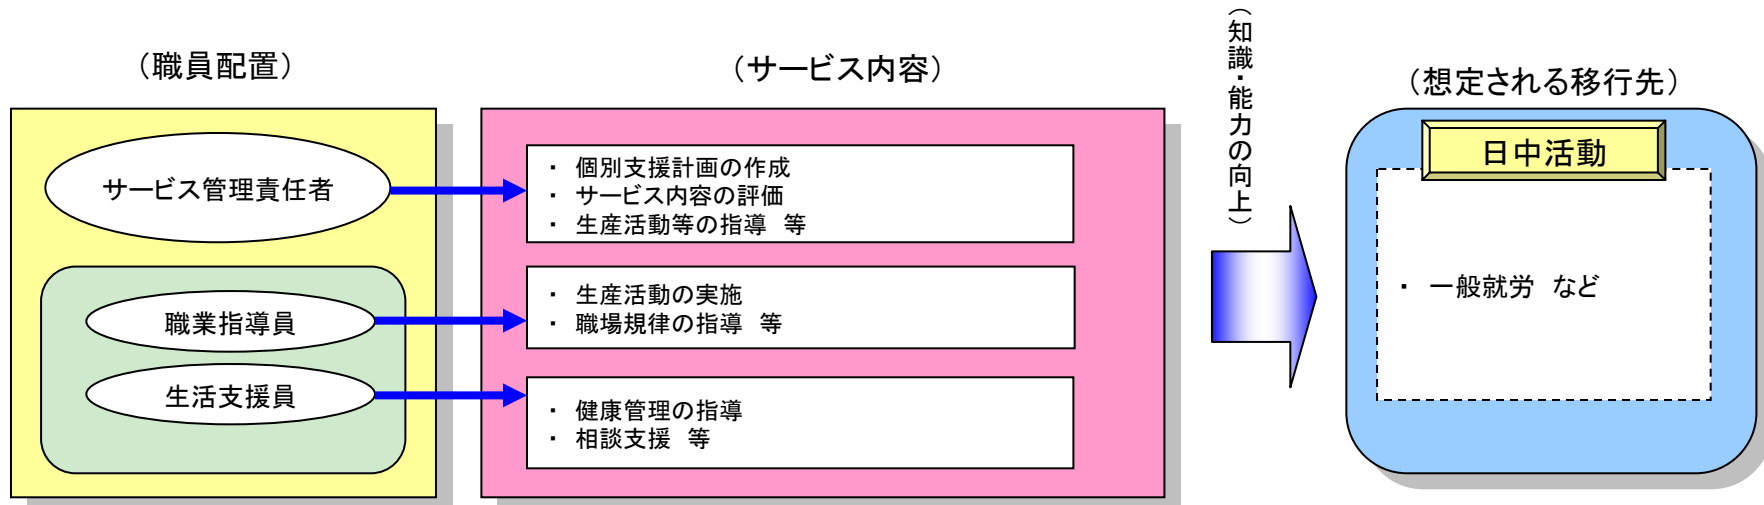 （職員配置）
サービス管理責任者
職業指導員
生活支援員
（サービス内容）
・ 個別支援計画の作成
・ サービス内容の評価
・ 生産活動等の指導　等
・ 生産活動の実施
・ 職場規律の指導　等
・ 健康管理の指導
・ 相談支援　等
（知識・能力の向上）
（想定される移行先）
日中活動
・ 一般就労　など